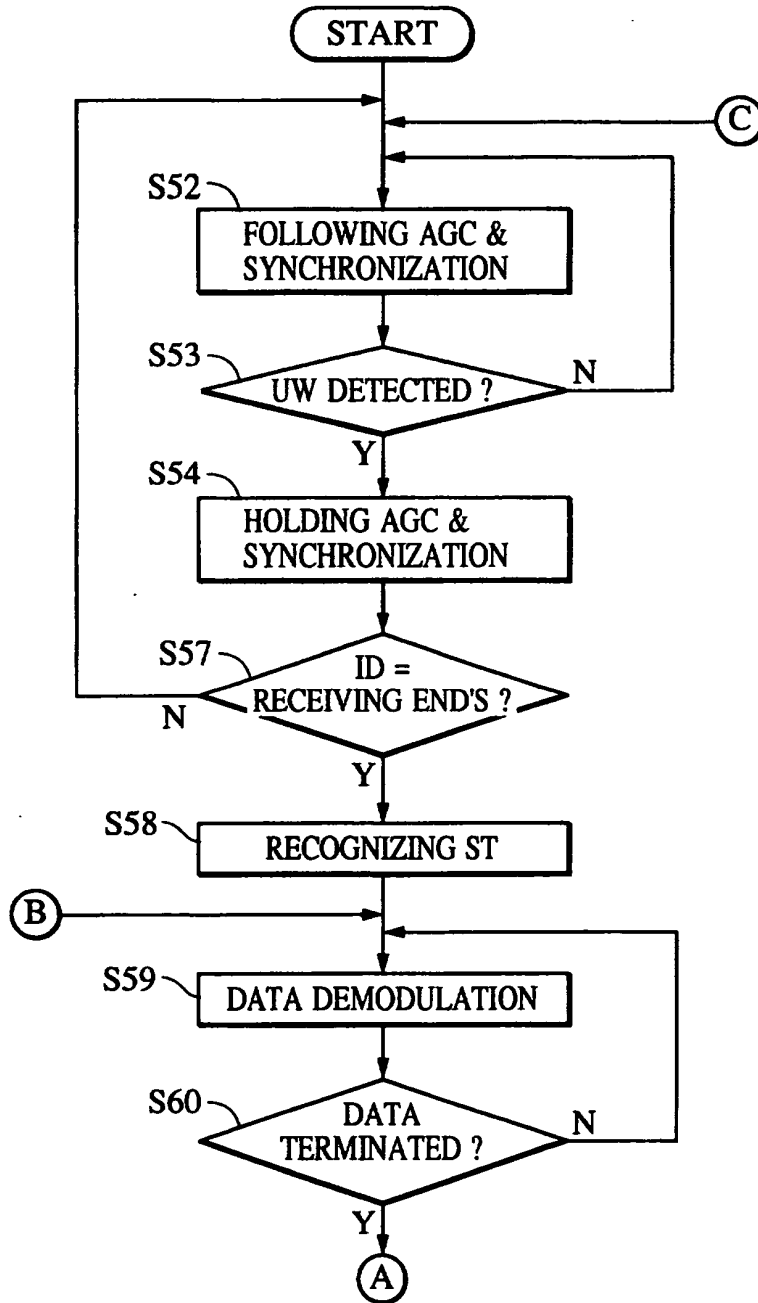 START
C
S52
FOLLOWING AGC &
SYNCHRONIZATION
S53
UW DETECTED ?
N
Y
S54
HOLDING AGC &
SYNCHRONIZATION
S57
ID =
RECEIVING END'S ?
N
Y
S58
RECOGNIZING ST
B
S59
DATA DEMODULATION
S60
DATA
TERMINATED ?
N
Y
A